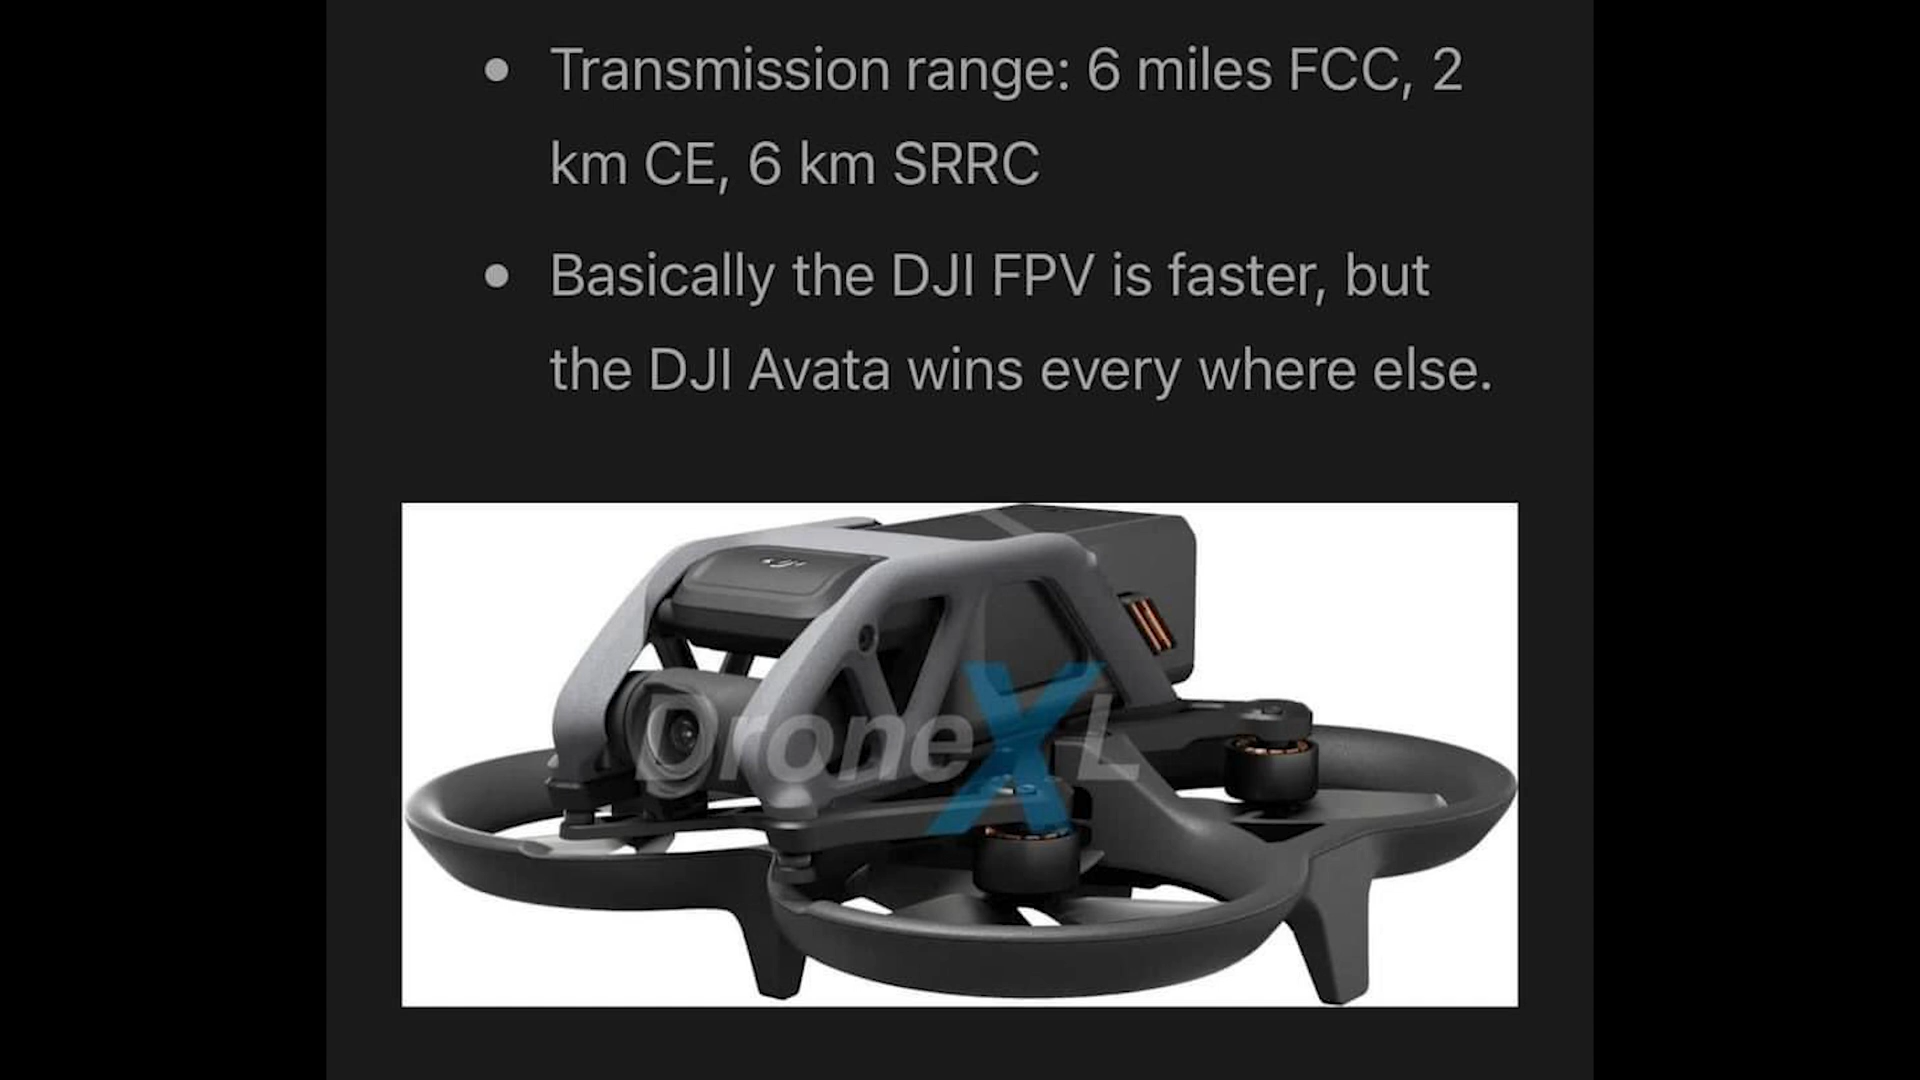 • Transmission range: 6 miles FCC, 2
km CE, 6 km SRRC
• Basically the DJI FPV is faster, but
the DJI Avata wins every where else.
dji
DroneXL